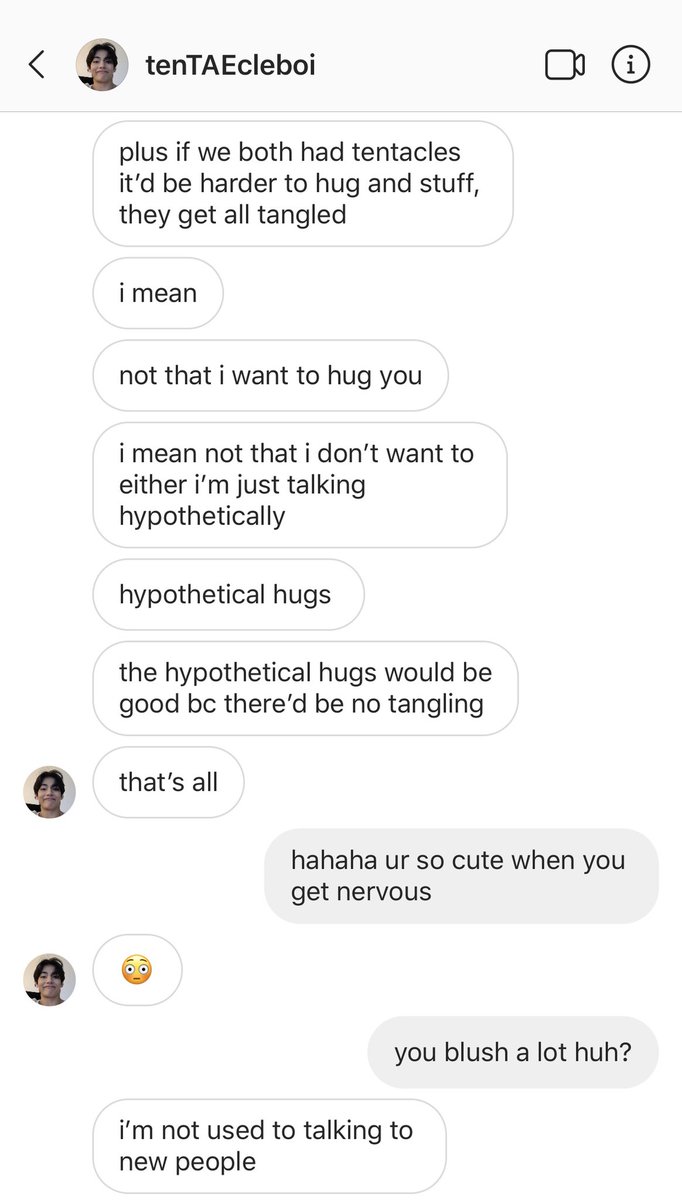 tenTAEcleboi
plus if we both had tentacles
it'd be harder to hug and stuff,
they get all tangled
i mean
not that i want to hug you
i mean not that i don't want to
either i'm just talking
hypothetically
hypothetical hugs
the hypothetical hugs would be
good bc there'd be no tangling
that's all
hahaha ur so cute when you
get nervous
😳
you blush a lot huh?
i'm not used to talking to
new people